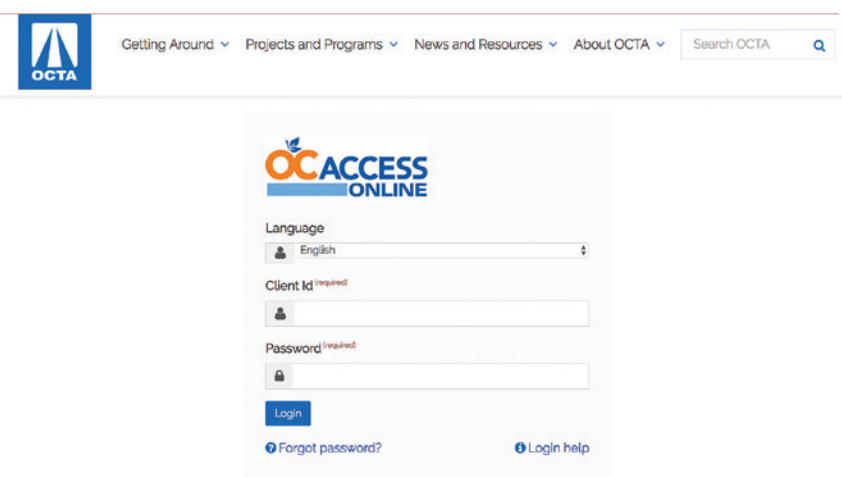 OCTA
Getting Around Projects and Programs News and Resources About OCTA Search OCTA
OC ACCESS
ONLINE
Language
English
Client Id (required)
Password (required)
Login
Forgot password? Login help